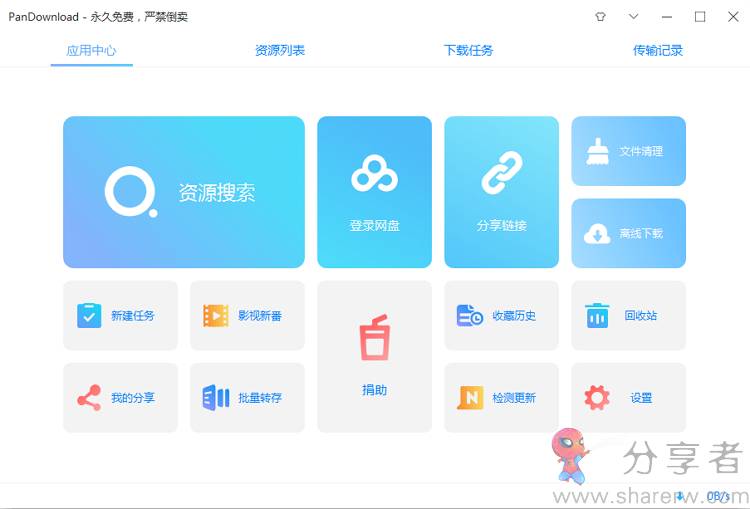 PanDownload - 永久免费，严禁倒卖
应用中心
资源列表
下载任务
传输记录
资源搜索
登录网盘
分享链接
文件清理
离线下载
新建任务
影视新番
捐助
收藏历史
回收站
我的分享
批量转存
检测更新
设置
分享者
www.sharerw.com
0B/s